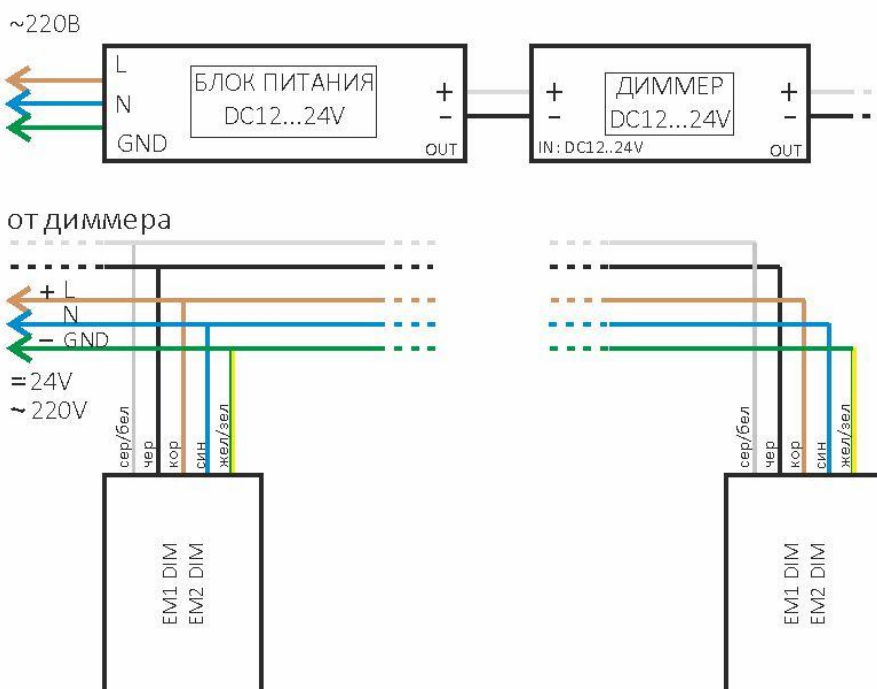 ~220В
L
БЛОК ПИТАНИЯ
DC12...24V
N
GND
+
−
OUT
+
−
ДИММЕР
DC12...24V
IN: DC12..24V
+
−
OUT
от диммера
+ L
N
− GND
=24V
~ 220V
сер/бел
чер
кор
син
жел/зел
сер/бел
чер
кор
син
жел/зел
EM1 DIM
EM2 DIM
EM1 DIM
EM2 DIM